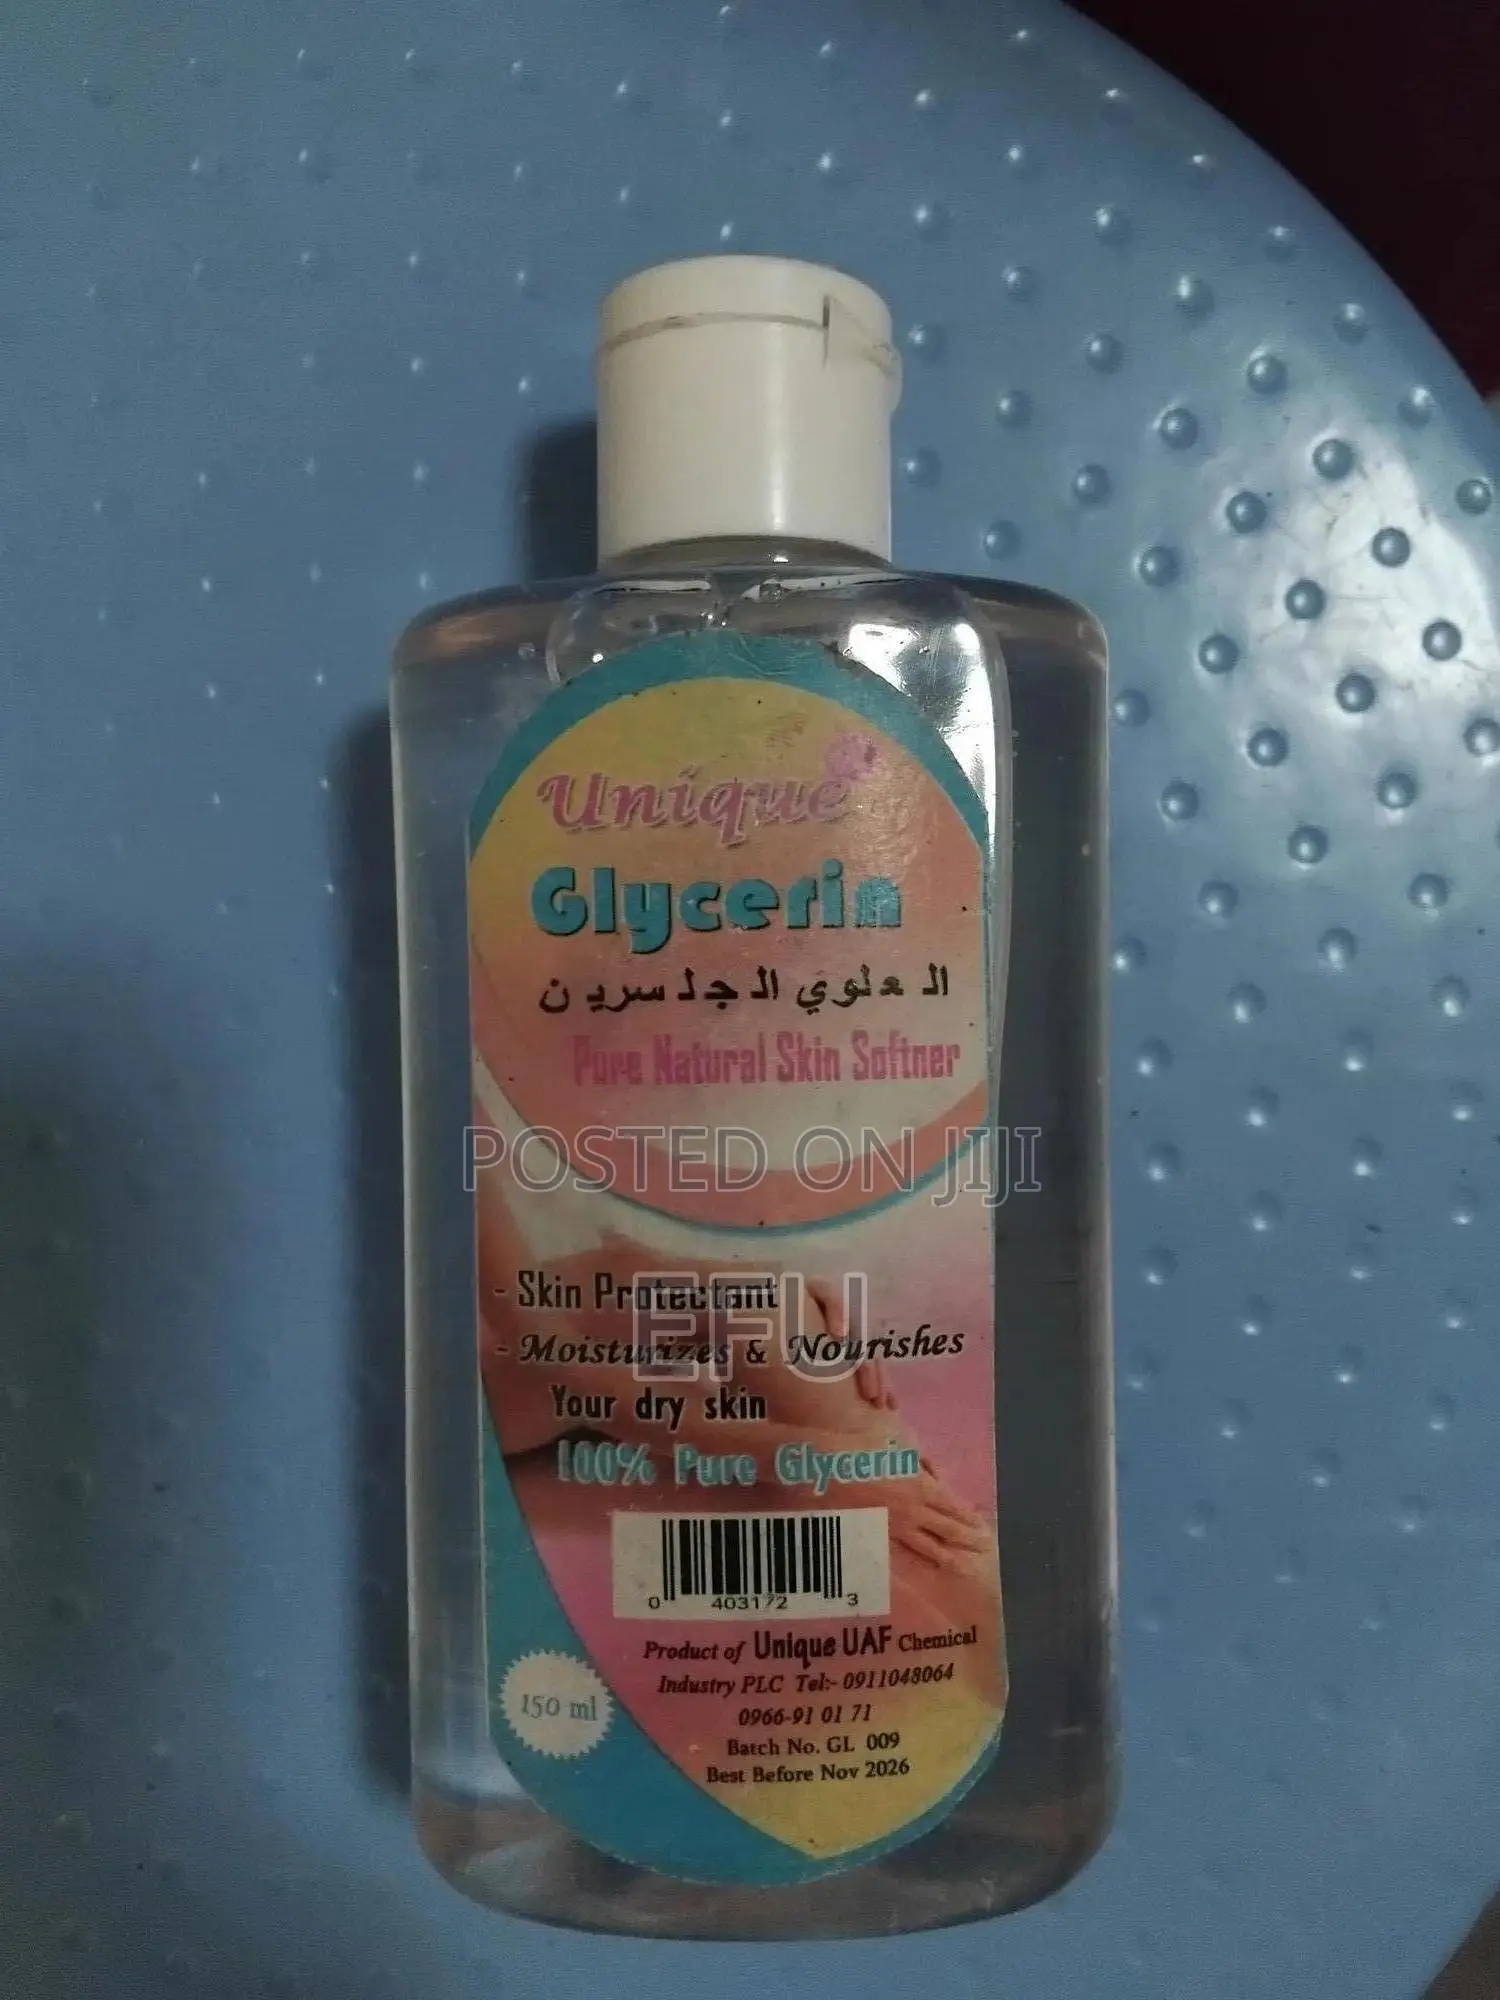 Unique
Glycerin
العلوي الجلسرين
Pure Natural Skin Softner
POSTED ON JIJI
EFU
- Skin Protectant
- Moisturizes & Nourishes
Your dry skin
100% Pure Glycerin
0 403172 3
Product of Unique UAF Chemical
Industry PLC Tel:- 0911048064
0966-91 01 71
Batch No. GL 009
Best Before Nov 2026
150 ml